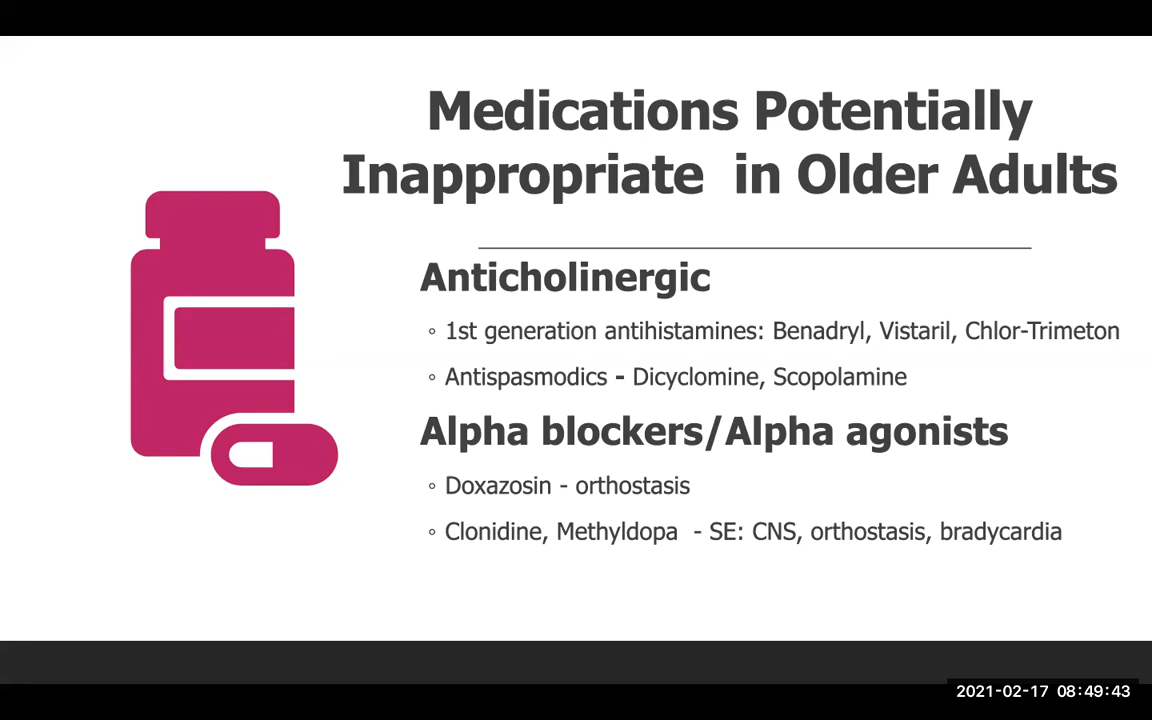 Medications Potentially
Inappropriate in Older Adults
Anticholinergic
◦ 1st generation antihistamines: Benadryl, Vistaril, Chlor-Trimeton
◦ Antispasmodics - Dicyclomine, Scopolamine
Alpha blockers/Alpha agonists
◦ Doxazosin - orthostasis
◦ Clonidine, Methyldopa - SE: CNS, orthostasis, bradycardia
2021-02-17 08:49:43